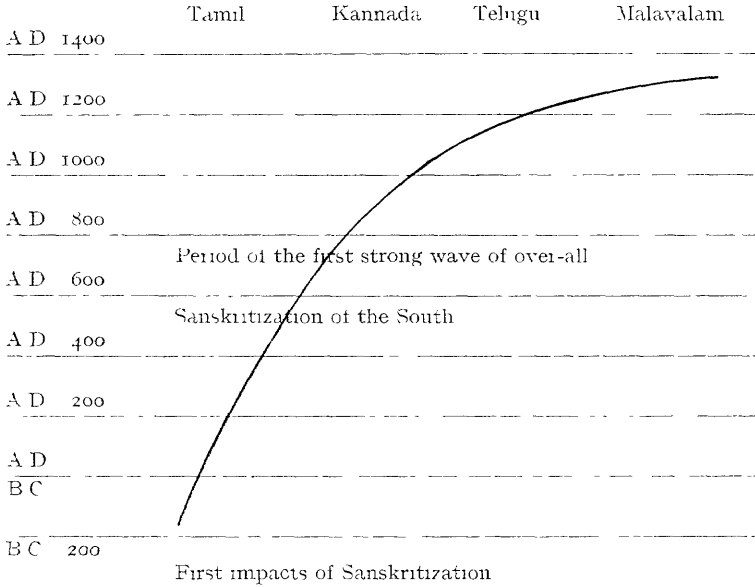 Tamil Kannada Telugu Malayalam
A D 1400
A D 1200
A D 1000
A D 800
Period of the first strong wave of over-all
A D 600
Sanskritization of the South
A D 400
A D 200
A D
B C
B C 200
First impacts of Sanskritization